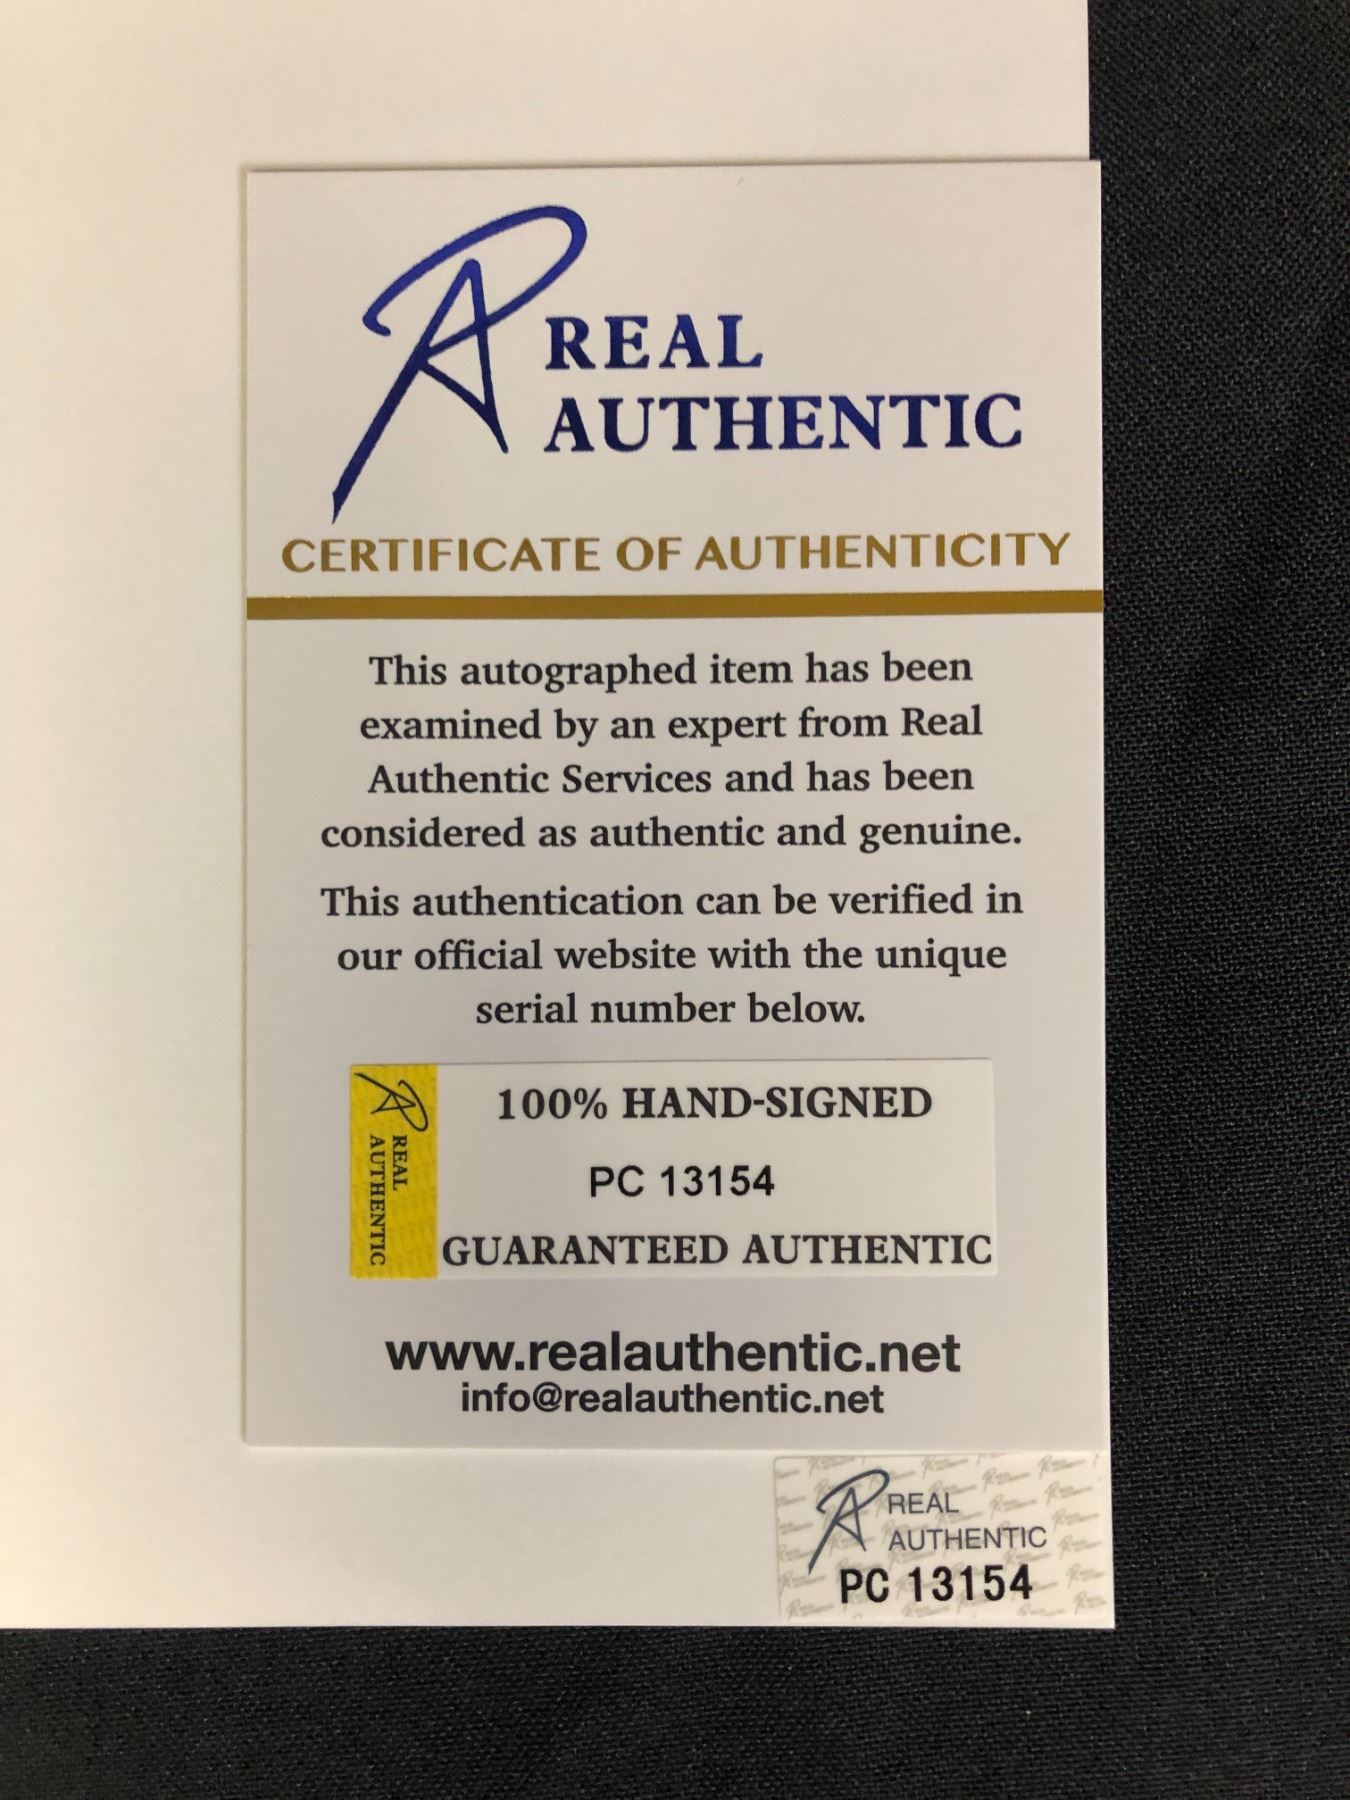 REAL
AUTHENTIC
CERTIFICATE OF AUTHENTICITY
This autographed item has been
examined by an expert from Real
Authentic Services and has been
considered as authentic and genuine.
This authentication can be verified in
our official website with the unique
serial number below.
REAL
AUTHENTIC
100% HAND-SIGNED
PC 13154
GUARANTEED AUTHENTIC
www.realauthentic.net
info@realauthentic.net
REAL
AUTHENTIC
PC 13154